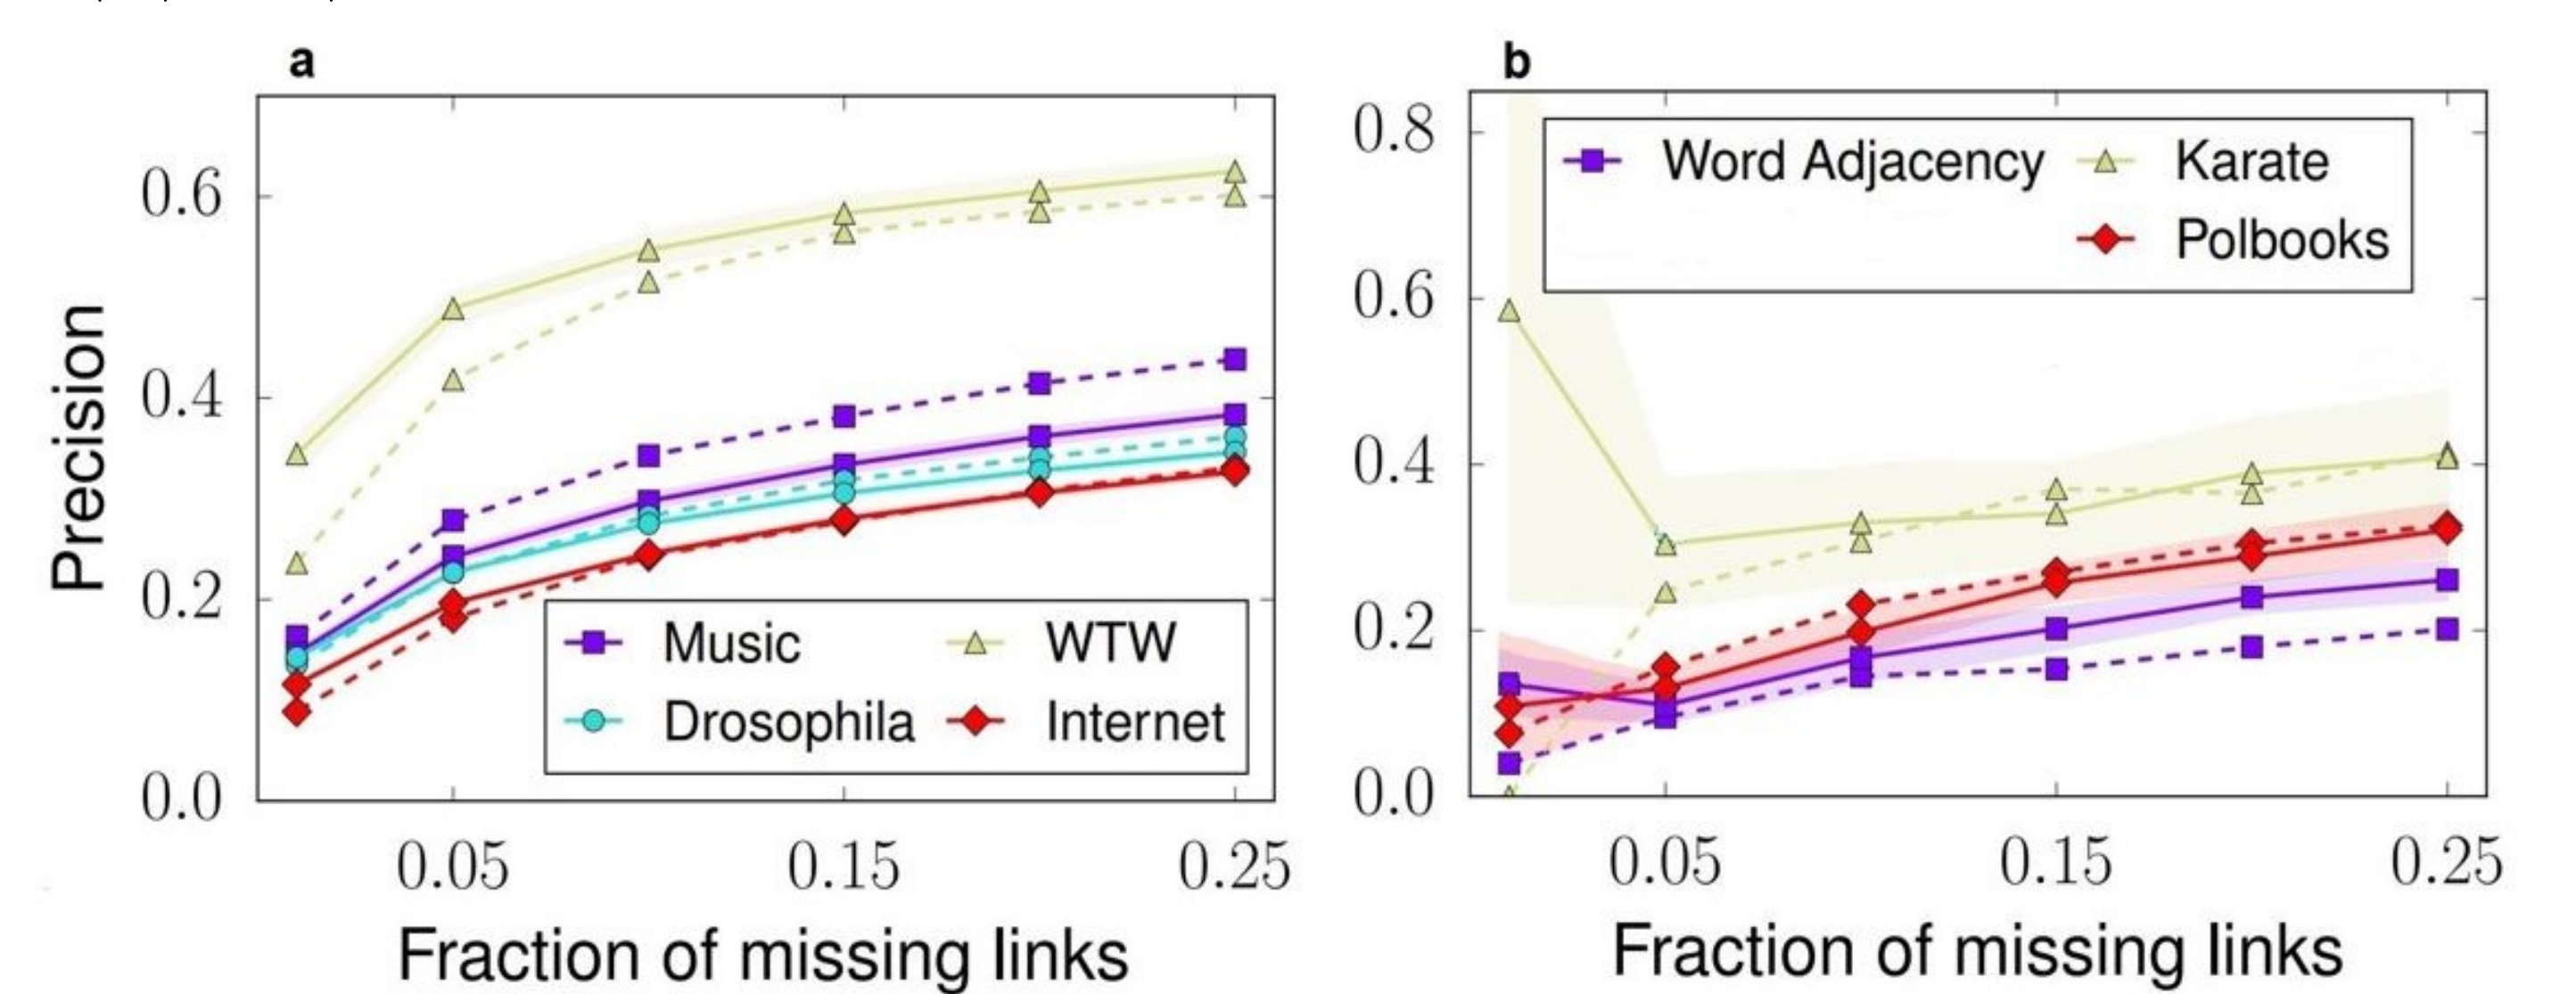 a
Precision
0.6
0.4
0.2
0.0
Music
WTW
Drosophila
Internet
0.05
0.15
0.25
Fraction of missing links
b
0.8
0.6
0.4
0.2
0.0
Word Adjacency
Karate
Polbooks
0.05
0.15
0.25
Fraction of missing links